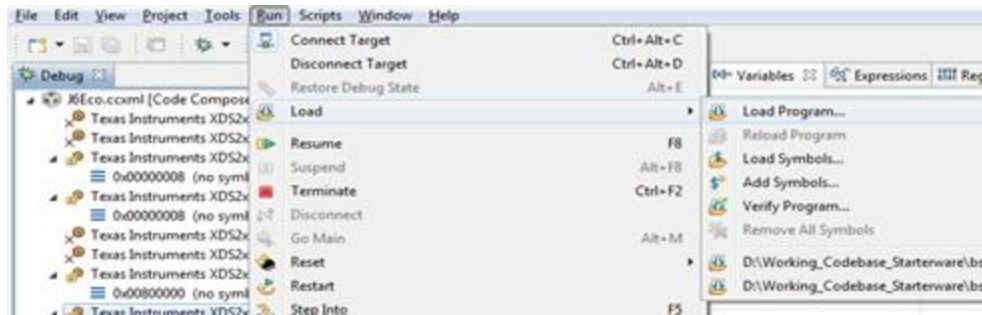 File Edit View Project Tools Run Scripts Window Help
Connect Target Ctrl+Alt+C
Disconnect Target Ctrl+Alt+D
Debug
Variables Expressions Reg
Restore Debug State Alt+E
J6Eco.ccxml [Code Compose
Load
Load Program...
Texas Instruments XDS2x
Reload Program
Texas Instruments XDS2x
Resume F8
Load Symbols...
Texas Instruments XDS2x
Suspend Alt+F8
0x00000008 (no syml
Add Symbols...
Texas Instruments XDS2x
Terminate Ctrl+F2
Verify Program...
0x00000008 (no syml
Disconnect
Remove All Symbols
Texas Instruments XDS2x
Go Main Alt+M
Texas Instruments XDS2x
Reset
D:\Working_Codebase_Starterware\bs
Texas Instruments XDS2x
Restart
D:\Working_Codebase_Starterware\bs
0x00800000 (no syml
Texas Instruments XDS2x
Step Into F5